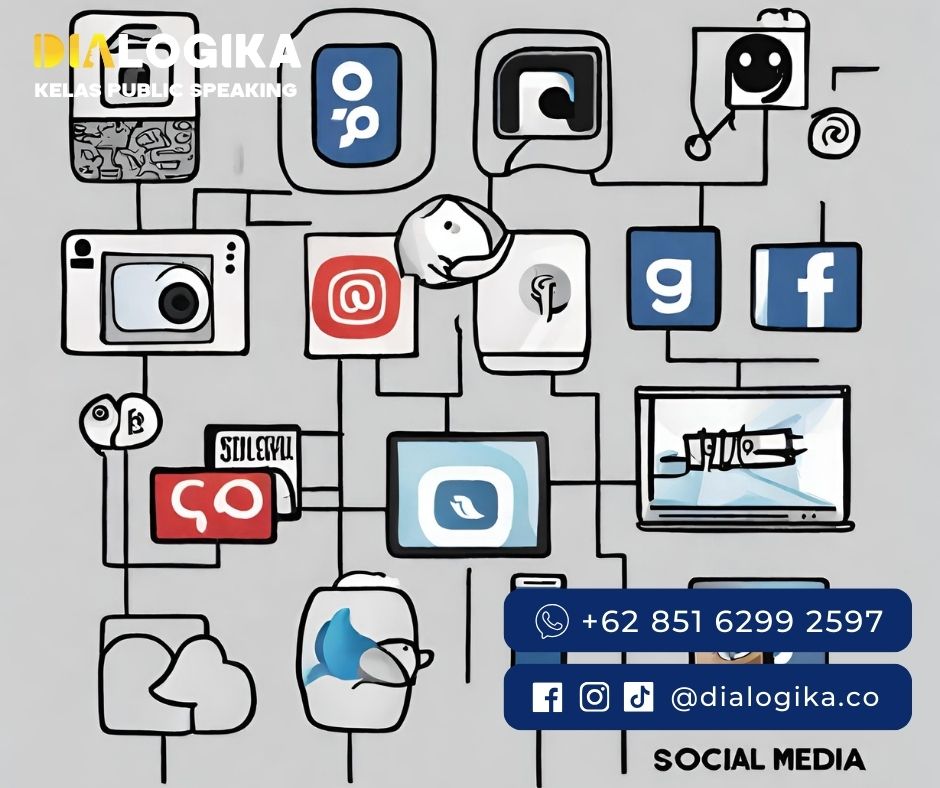 DIALOGIKA
KELAS PUBLIC SPEAKING
@
g
f
+62 851 6299 2597
@dialogika.co
SOCIAL MEDIA